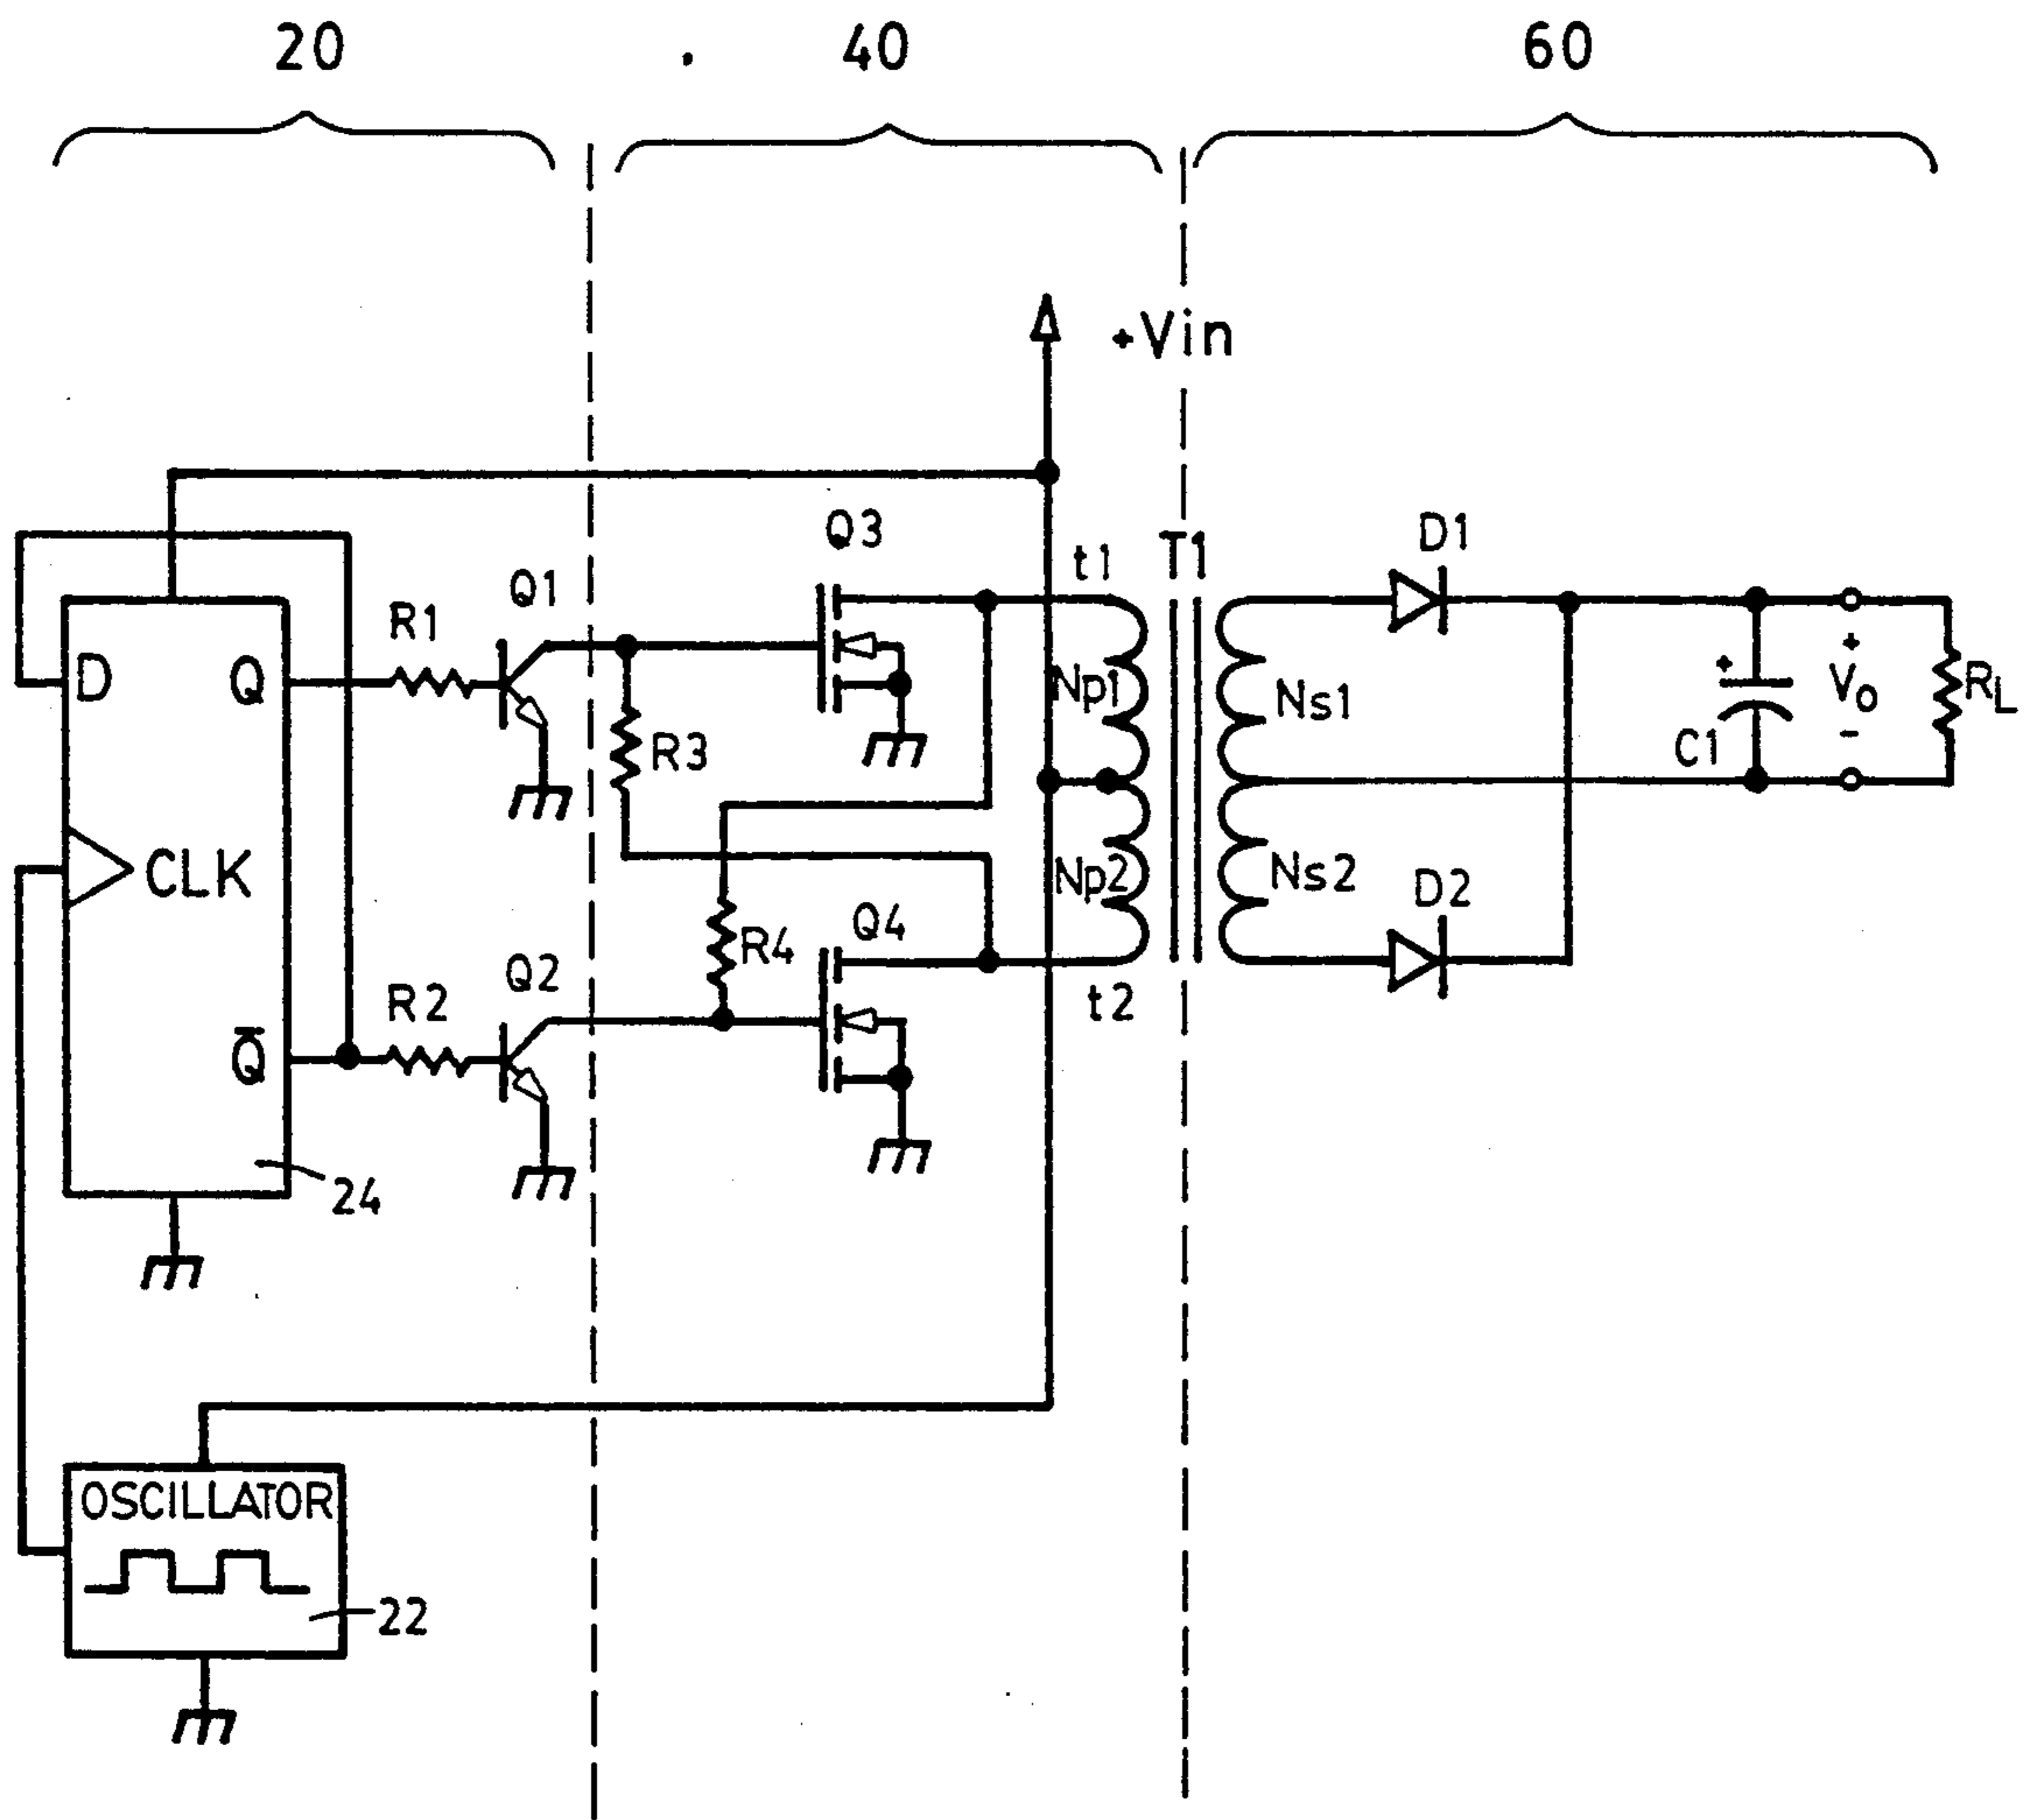 20
40
60
+Vin
Q3
t1
T1
D1
Q1
R1
D
Q
Np1
Ns1
+
+
Vo
-
RL
R3
C1
CLK
Np2
Ns2
D2
Q4
R4
Q2
R2
t2
Q̅
24
OSCILLATOR
22